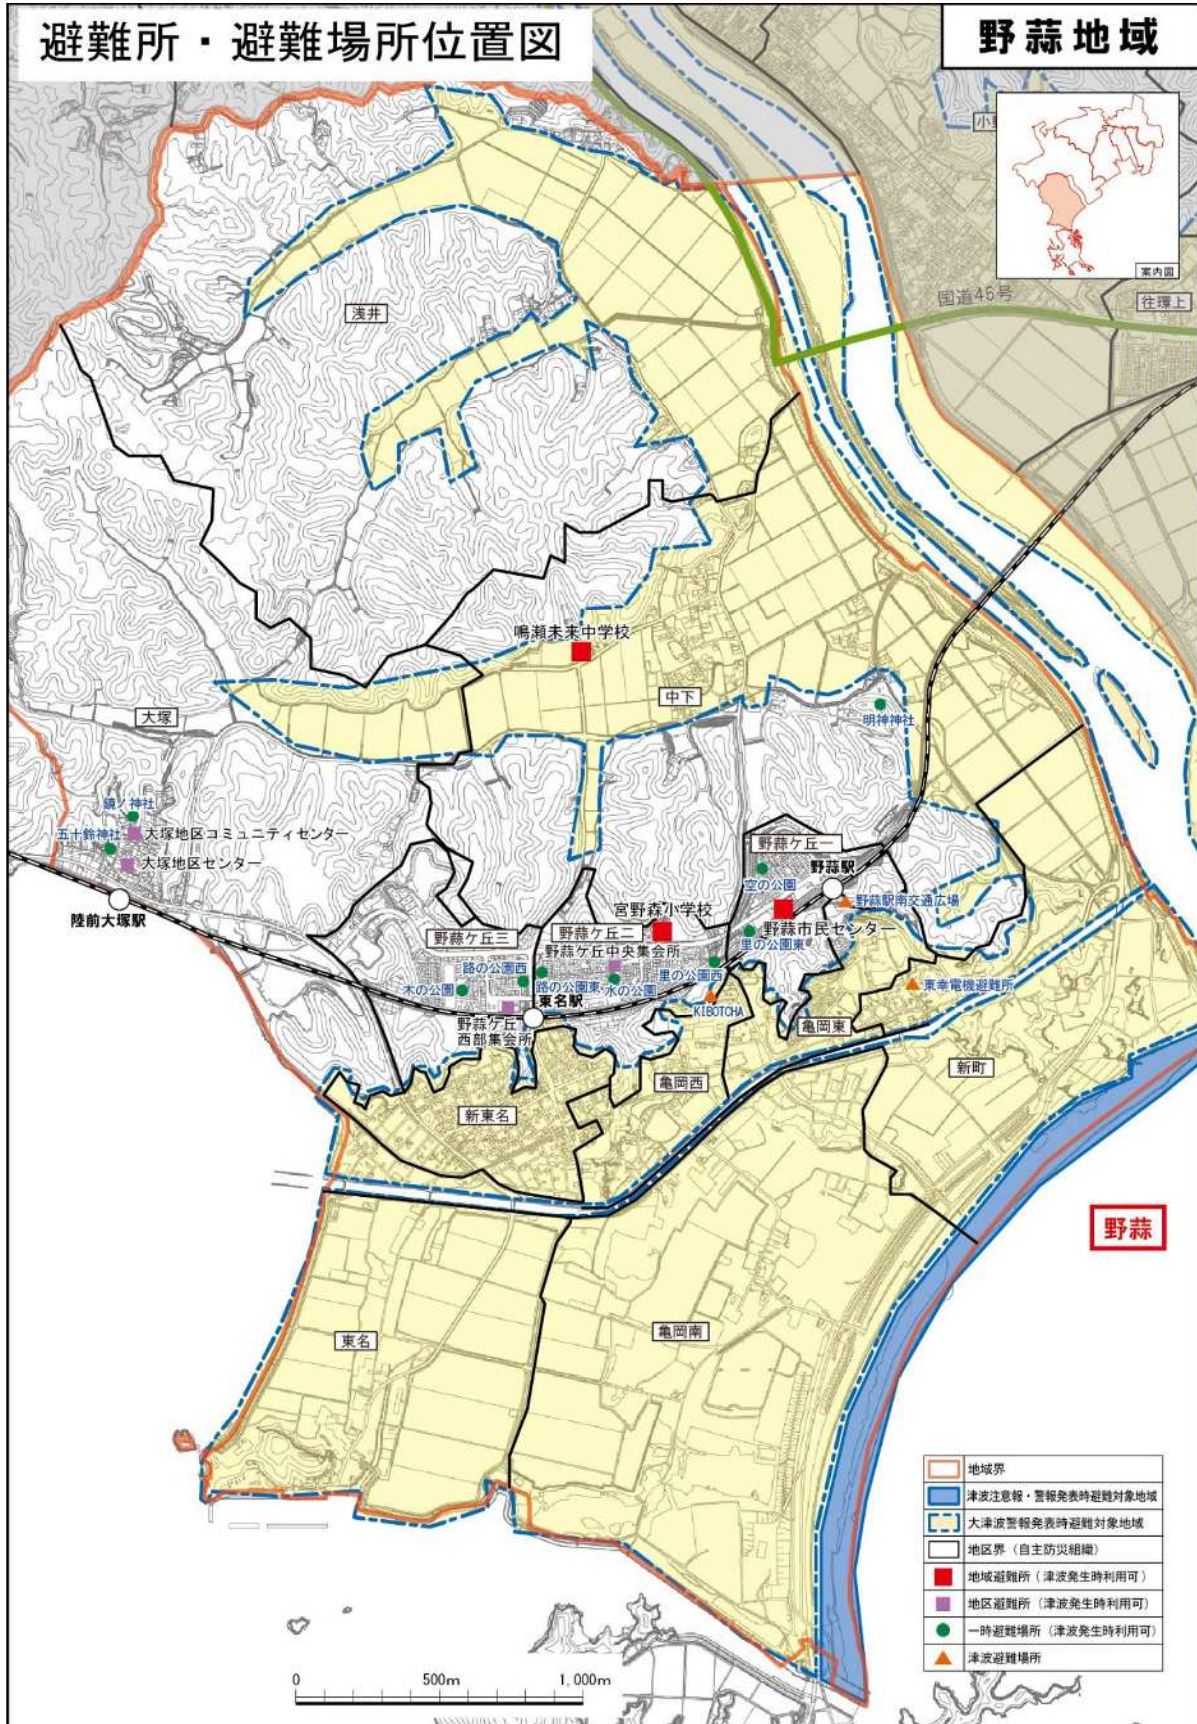 避難所・避難場所位置図
野蒜地域
案内図
国道45号
往環上
浅井
鳴瀬未来中学校
中下
明神神社
大塚
鏡ノ神社
大塚地区コミュニティセンター
五十鈴神社
大塚地区センター
陸前大塚駅
野蒜ケ丘一
野蒜駅
空の公園
野蒜駅南交通広場
宮野森小学校
野蒜市民センター
野蒜ケ丘三
野蒜ケ丘二
里の公園東
野蒜ケ丘中央集会所
里の公園西
路の公園西
路の公園東
水の公園
木の公園
東名駅
東幸電機避難所
KIBOTCHA
野蒜ケ丘
西部集会所
亀岡東
新町
亀岡西
新東名
野蒜
東名
亀岡南
地域界
津波注意報・警報発表時避難対象地域
大津波警報発表時避難対象地域
地区界（自主防災組織）
地域避難所（津波発生時利用可）
地区避難所（津波発生時利用可）
一時避難場所（津波発生時利用可）
津波避難場所
0 500m 1,000m